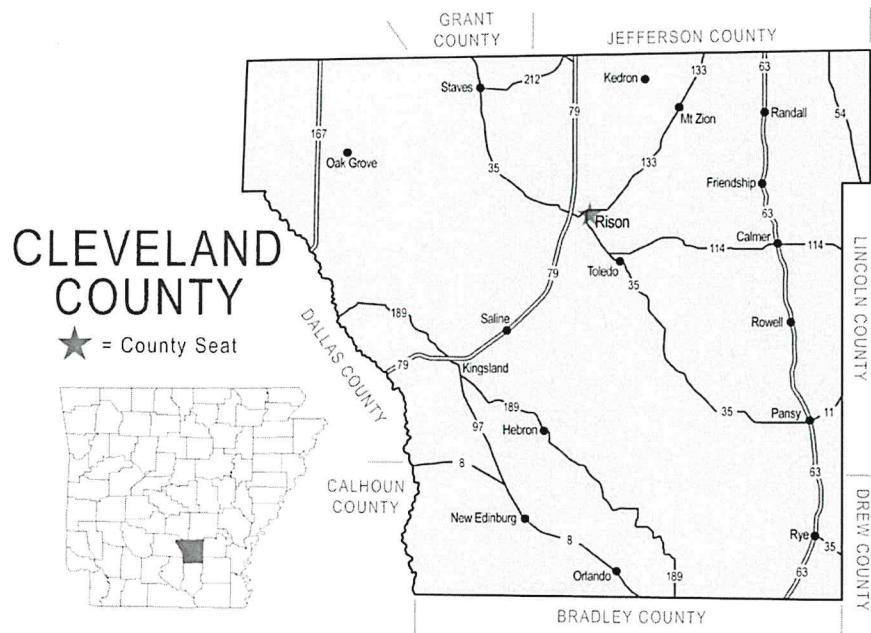 GRANT
COUNTY
JEFFERSON COUNTY
Staves
212
79
Kedron
133
Mt Zion
63
Randall
54
167
Oak Grove
35
133
Friendship
63
Rison
CLEVELAND
COUNTY
= County Seat
Toledo
114
Calmer
114
35
79
LINCOLN COUNTY
189
Saline
Rowell
DALLAS COUNTY
79
Kingsland
189
35
Pansy
11
97
Hebron
8
63
CALHOUN
COUNTY
New Edinburg
8
Rye
35
DREW COUNTY
Orlando
189
63
BRADLEY COUNTY